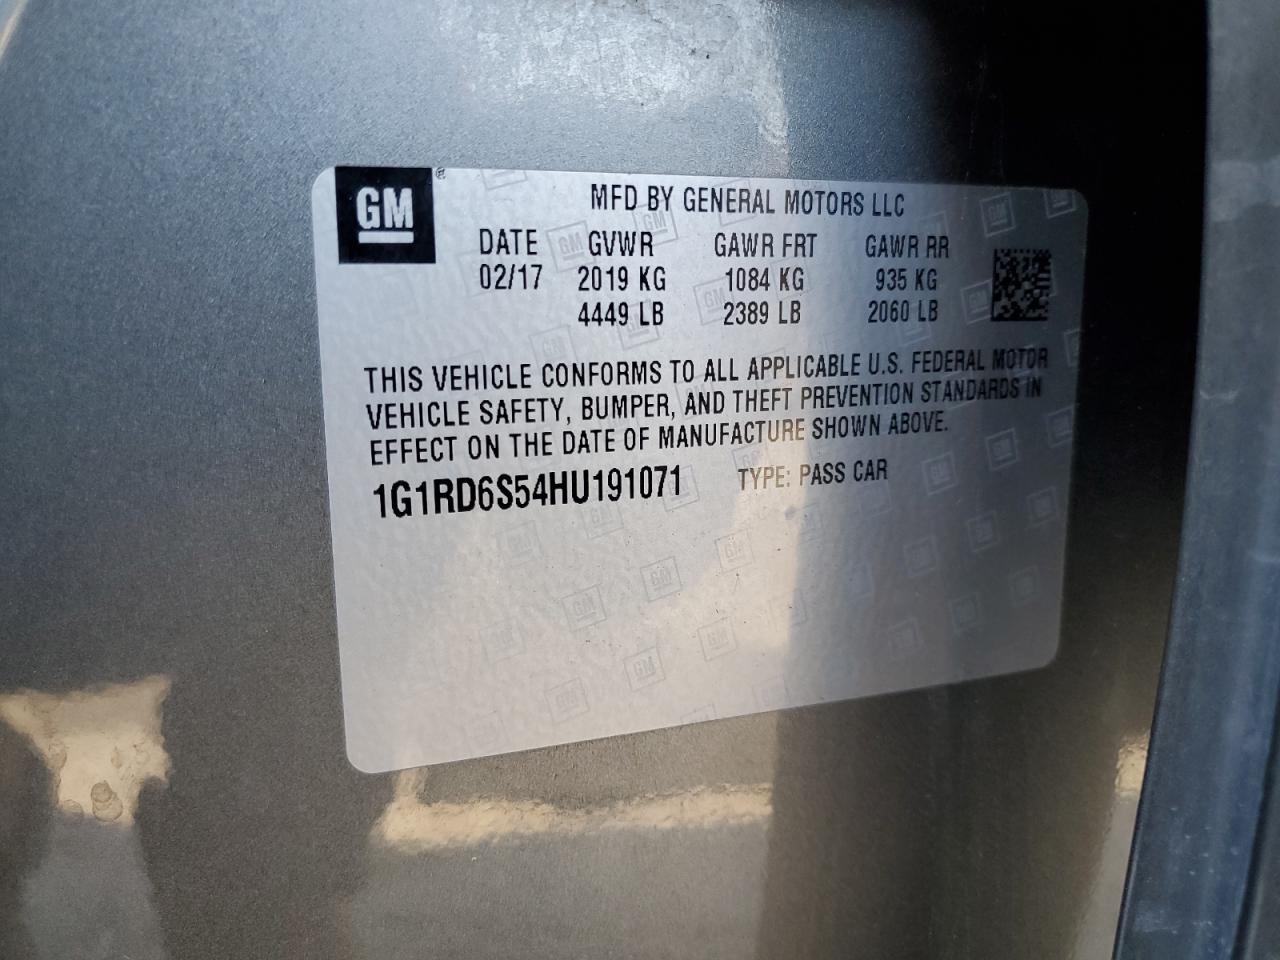 GM®
MFD BY GENERAL MOTORS LLC
DATE GVWR GAWR FRT GAWR RR
02/17 2019 KG 1084 KG 935 KG
4449 LB 2389 LB 2060 LB
THIS VEHICLE CONFORMS TO ALL APPLICABLE U.S. FEDERAL MOTOR
VEHICLE SAFETY, BUMPER, AND THEFT PREVENTION STANDARDS IN
EFFECT ON THE DATE OF MANUFACTURE SHOWN ABOVE.
1G1RD6S54HU191071 TYPE: PASS CAR